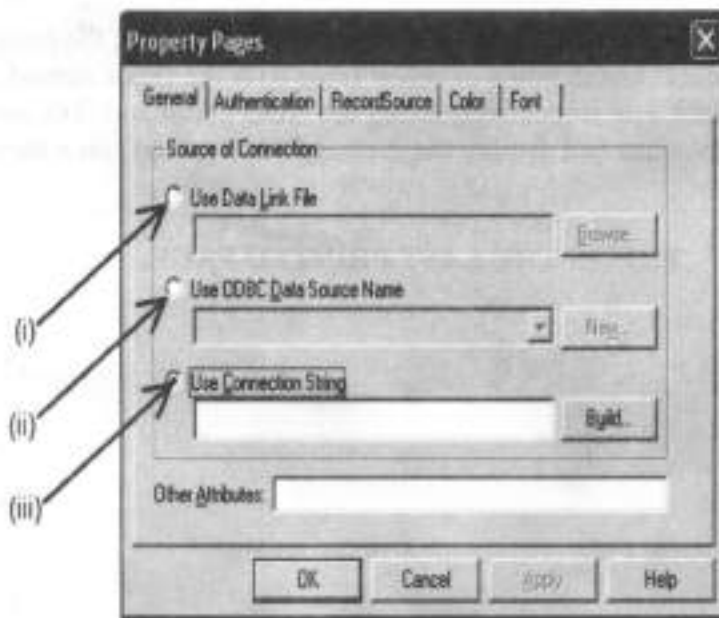 Property Pages
General Authentication RecordSource Color Font
Source of Connection
Use Data Link File
Browse...
(i)
Use ODBC Data Source Name
New...
(ii)
Use Connection String
Build...
(iii)
Other Attributes:
OK Cancel Apply Help